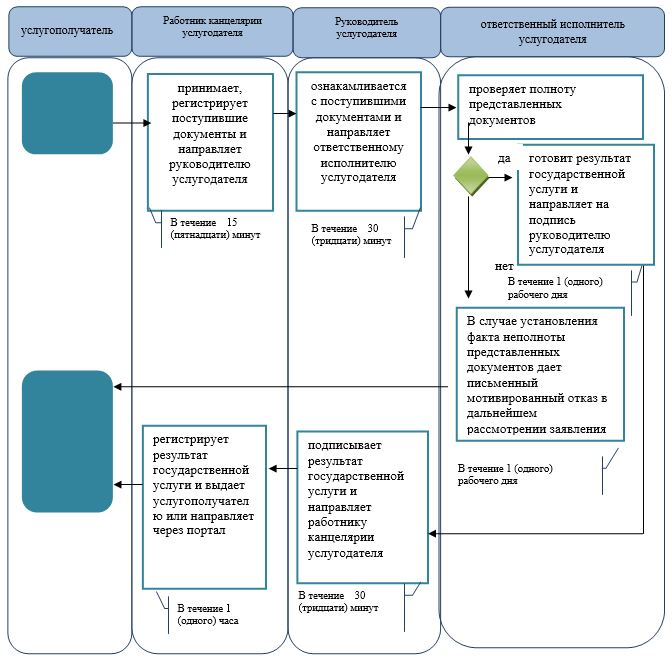 услугополучатель
Работник канцелярии
услугодателя
Руководитель
услугодателя
ответственный исполнитель
услугодателя
принимает,
регистрирует
поступившие
документы и
направляет
руководителю
услугодателя
В течение 15
(пятнадцати) минут
ознакамливается
с поступившими
документами и
направляет
ответственному
исполнителю
услугодателя
В течение 30
(тридцати) минут
проверяет полноту
представленных
документов
да
готовит результат
государственной
услуги и
направляет на
подпись
руководителю
услугодателя
нет
В течение 1 (одного)
рабочего дня
В случае установления
факта неполноты
представленных
документов дает
письменный
мотивированный отказ в
дальнейшем
рассмотрении заявления
В течение 1 (одного)
рабочего дня
регистрирует
результат
государственной
услуги и выдает
услугополучател
ю или направляет
через портал
В течение 1
(одного) часа
подписывает
результат
государственной
услуги и
направляет
работнику
канцелярии
услугодателя
В течение 30
(тридцати) минут